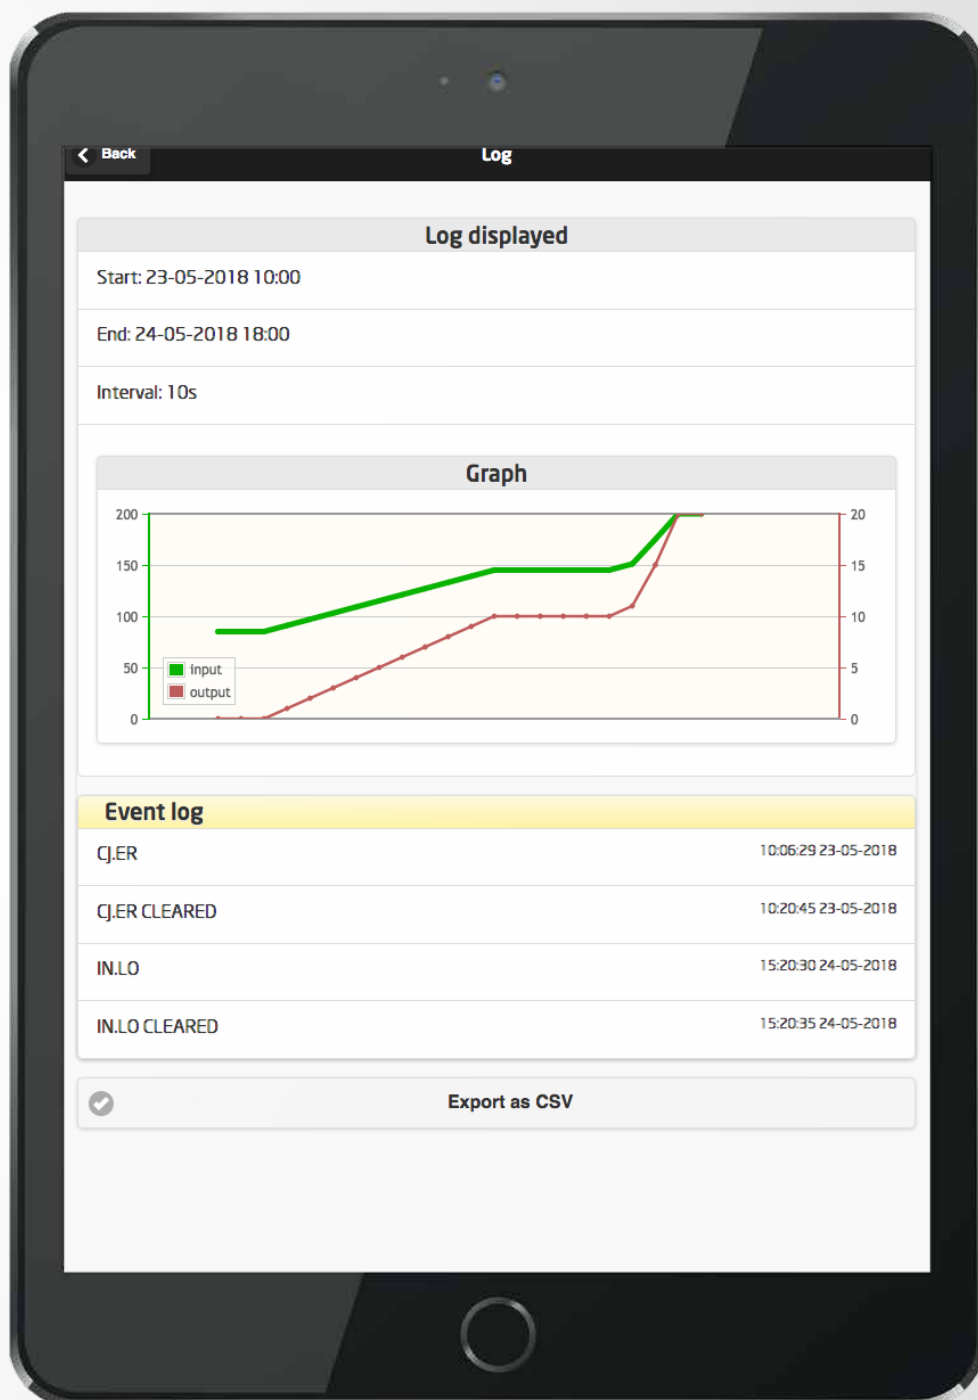 Back
Log
Log displayed
Start: 23-05-2018 10:00
End: 24-05-2018 18:00
Interval: 10s
Graph
200
20
150
15
100
10
50
5
0
0
input
output
Event log
CJ.ER
10:06:29 23-05-2018
CJ.ER CLEARED
10:20:45 23-05-2018
IN.LO
15:20:30 24-05-2018
IN.LO CLEARED
15:20:35 24-05-2018
Export as CSV